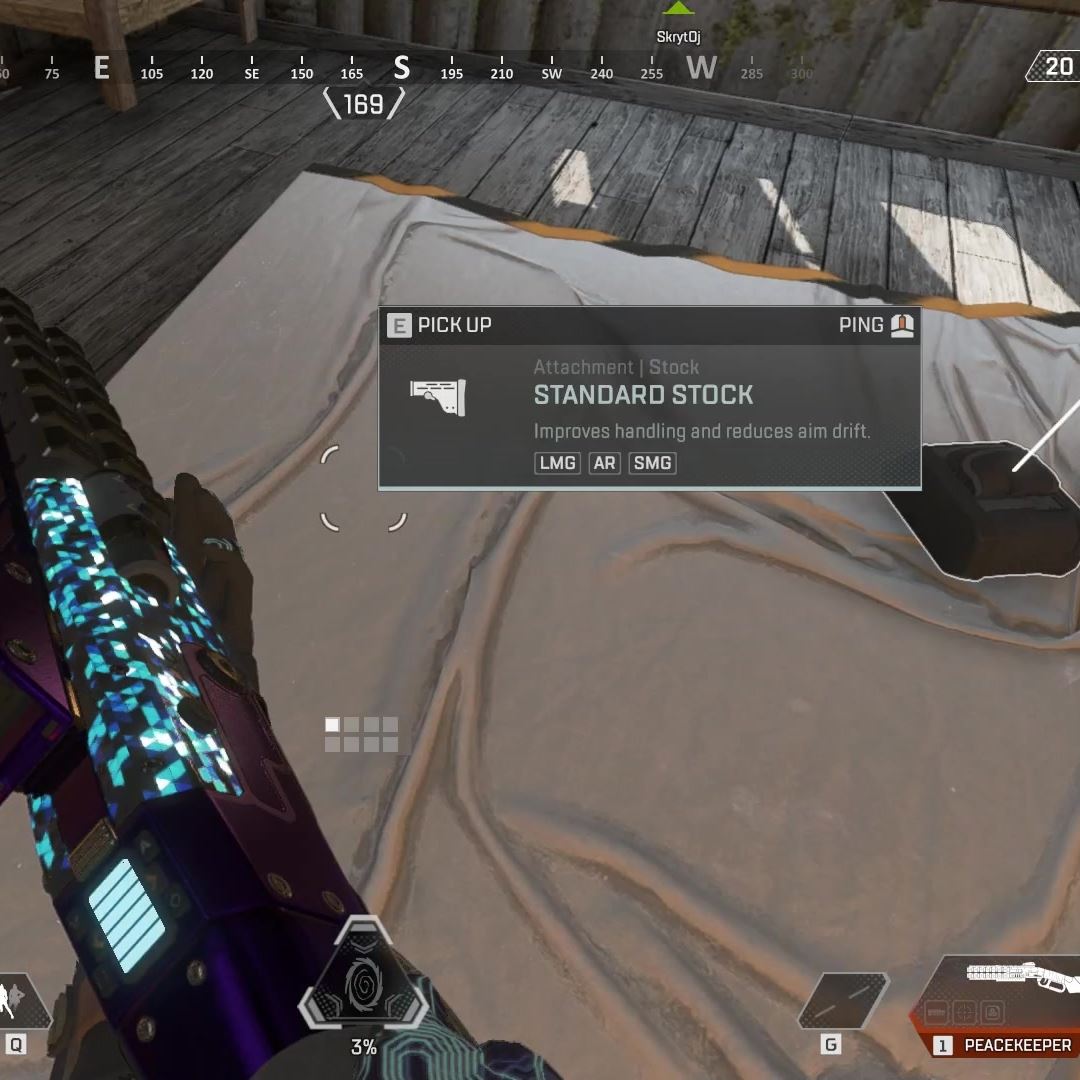 SkrytOj
75 E 105 120 SE 150 165 S 195 210 SW 240 255 W 285 300
169
20
E PICK UP PING
Attachment | Stock
STANDARD STOCK
Improves handling and reduces aim drift.
LMG AR SMG
3%
Q
G
1 PEACEKEEPER